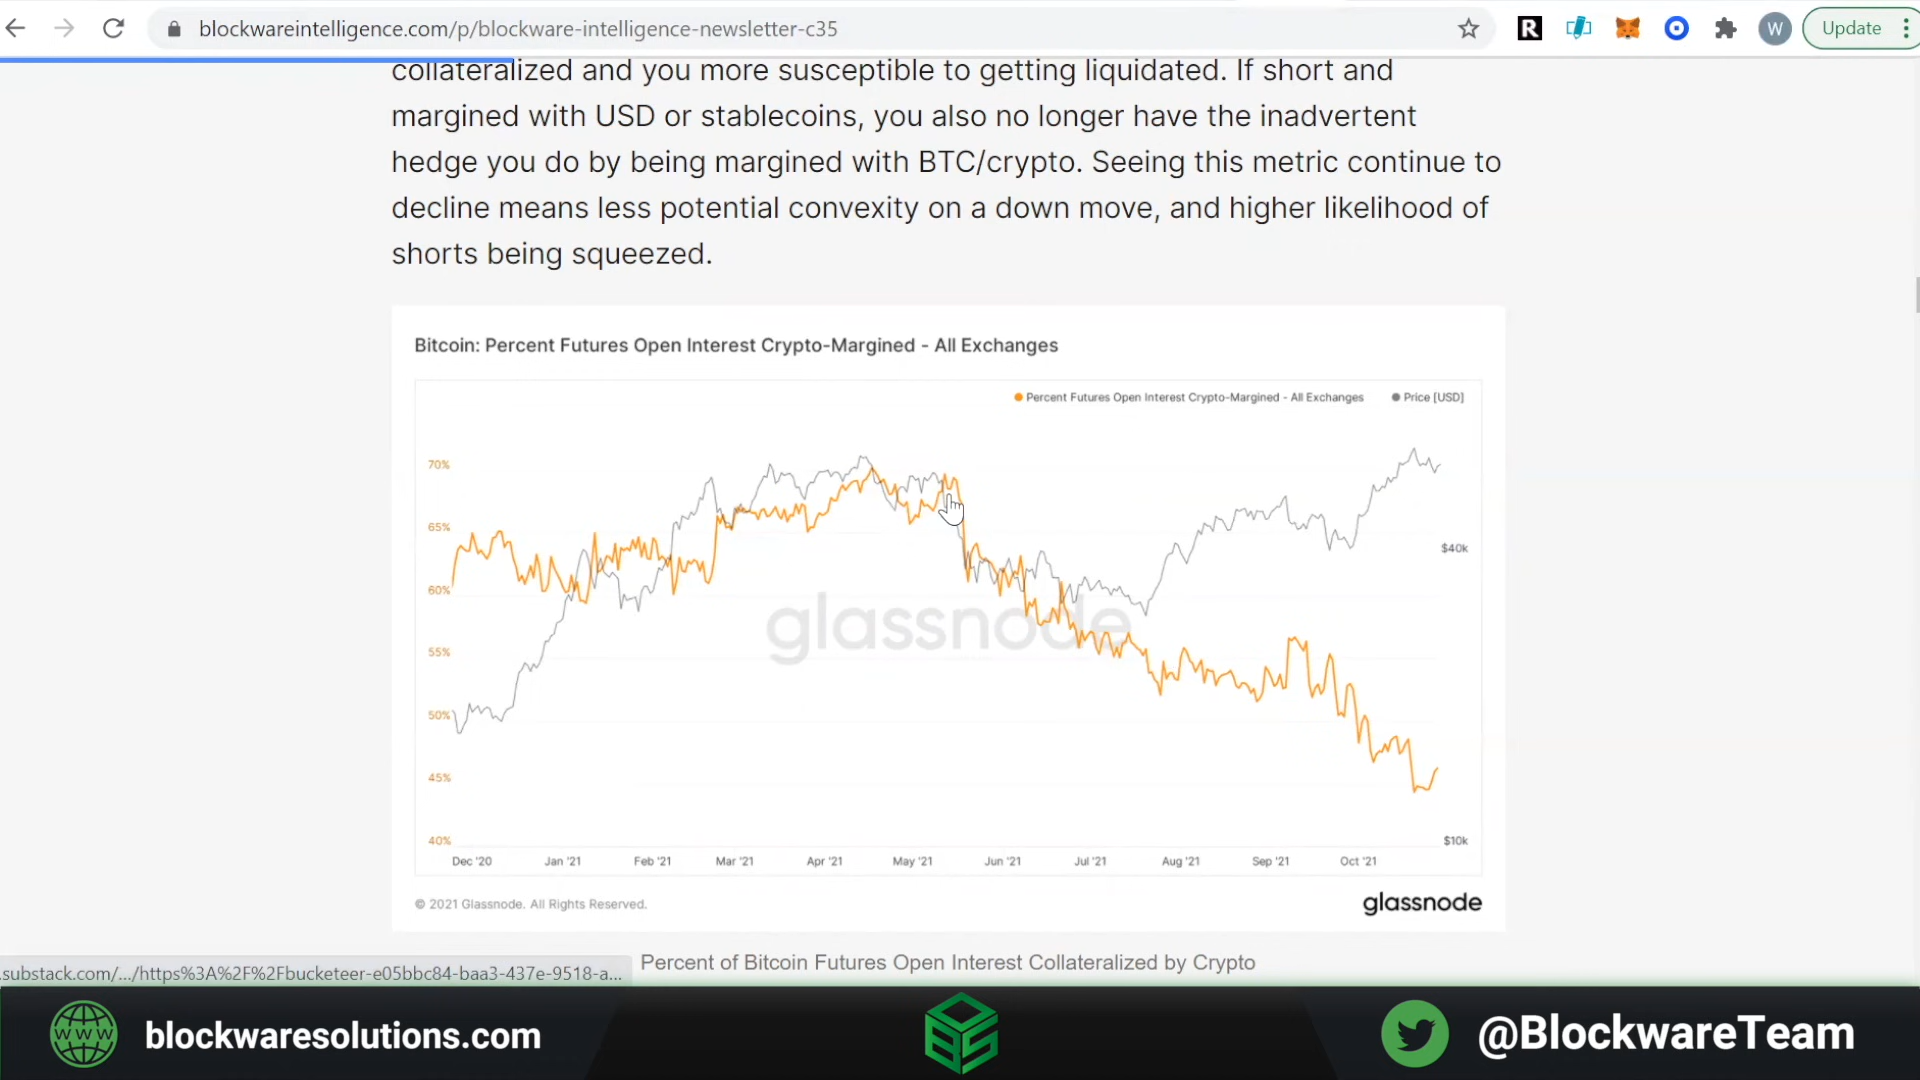 blockwareintelligence.com/p/blockware-intelligence-newsletter-c35
R
W
Update
collateralized and you more susceptible to getting liquidated. If short and
margined with USD or stablecoins, you also no longer have the inadvertent
hedge you do by being margined with BTC/crypto. Seeing this metric continue to
decline means less potential convexity on a down move, and higher likelihood of
shorts being squeezed.
Bitcoin: Percent Futures Open Interest Crypto-Margined - All Exchanges
Percent Futures Open Interest Crypto-Margined - All Exchanges Price [USD]
70%
65%
$40k
60%
glassnode
55%
50%
45%
40% $10k
Dec '20 Jan '21 Feb '21 Mar '21 Apr '21 May '21 Jun '21 Jul '21 Aug '21 Sep '21 Oct '21
© 2021 Glassnode. All Rights Reserved. glassnode
Percent of Bitcoin Futures Open Interest Collateralized by Crypto
.substack.com/.../https%3A%2F%2Fbucketeer-e05bbc84-baa3-437e-9518-a...
WWW
blockwaresolutions.com
@BlockwareTeam